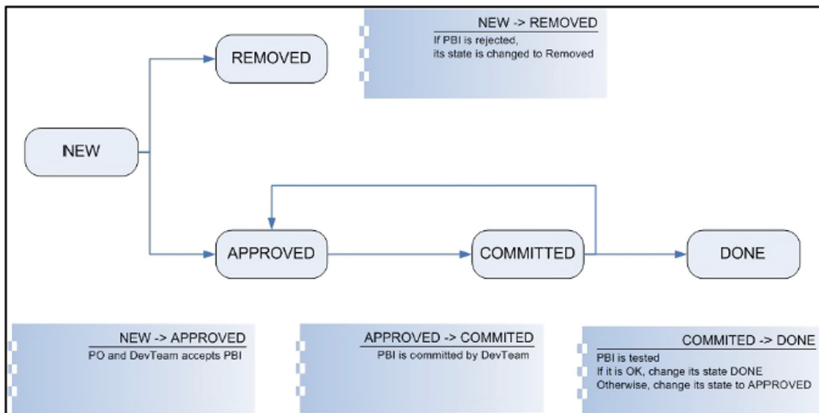 NEW -> REMOVED
If PBI is rejected,
its state is changed to Removed
REMOVED
NEW
APPROVED
COMMITTED
DONE
NEW -> APPROVED
PO and DevTeam accepts PBI
APPROVED -> COMMITED
PBI is committed by DevTeam
COMMITED -> DONE
PBI is tested
If it is OK, change its state DONE
Otherwise, change its state to APPROVED